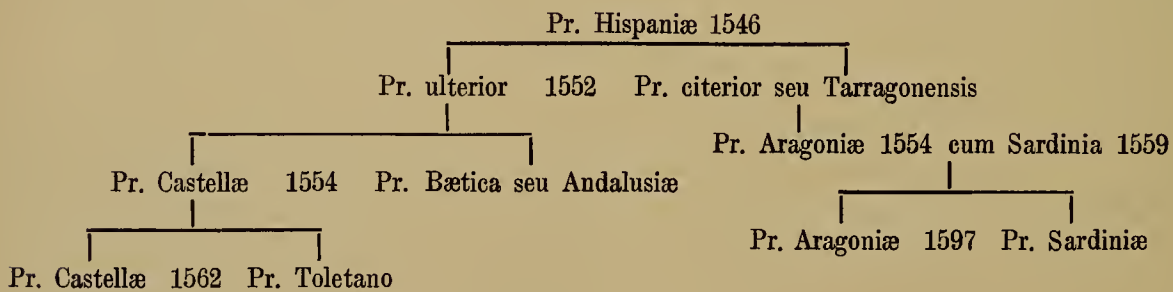 Pr. Hispaniæ 1546
Pr. ulterior 1552 Pr. citerior seu Tarragonensis
Pr. Aragoniæ 1554 cum Sardinia 1559
Pr. Castellæ 1554 Pr. Bætica seu Andalusiæ
Pr. Aragoniæ 1597 Pr. Sardiniæ
Pr. Castellæ 1562 Pr. Toletano